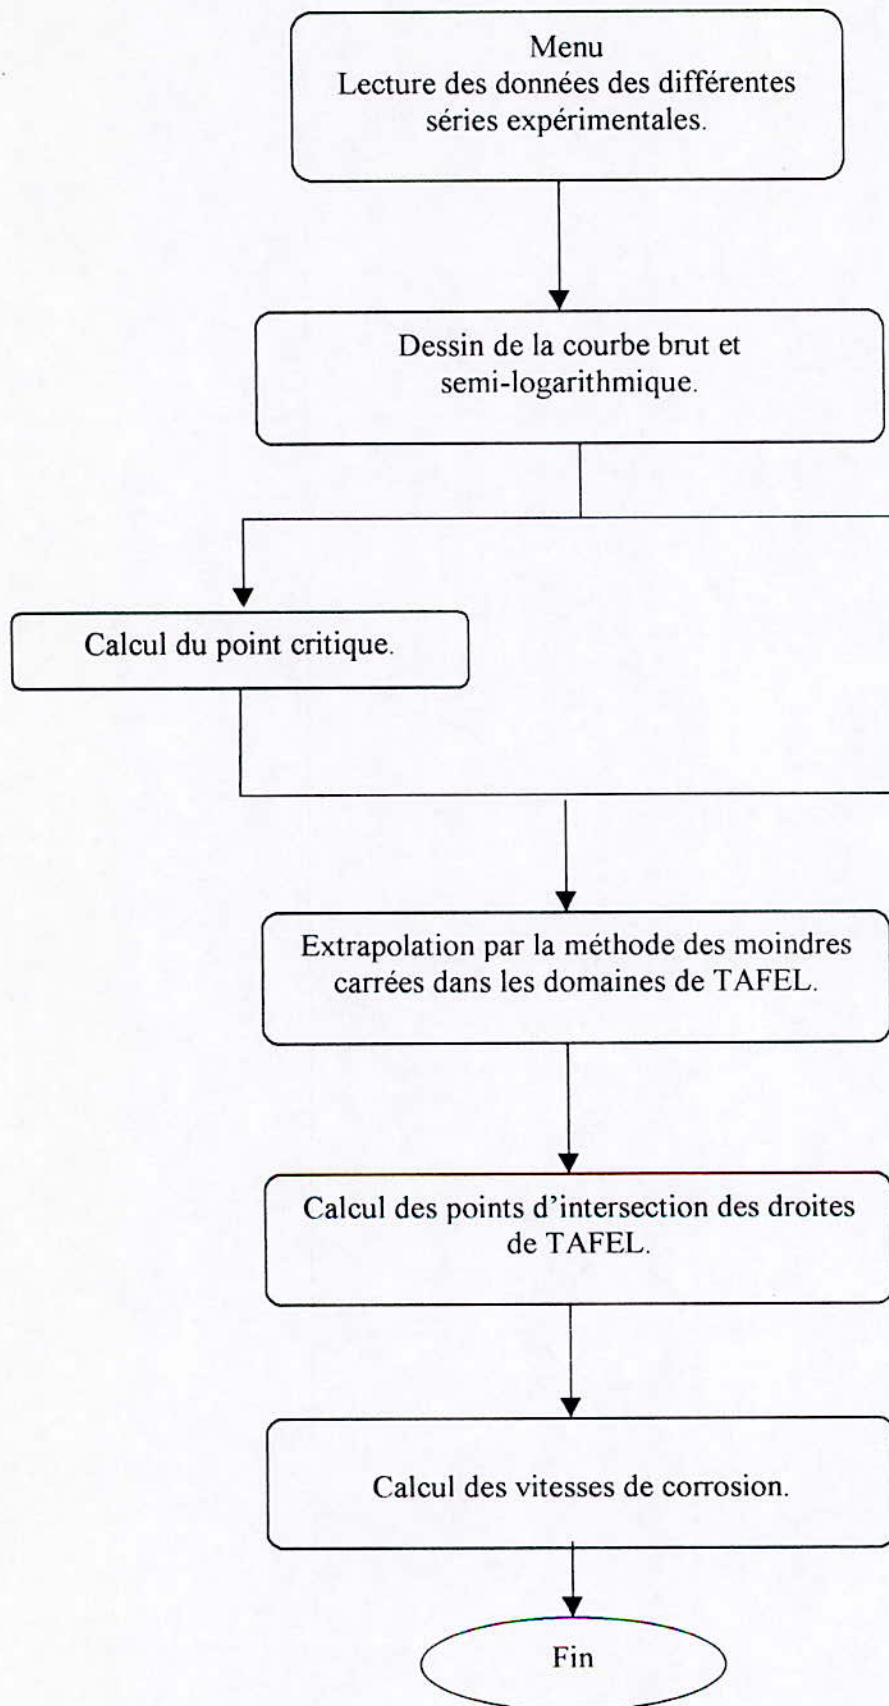 Menu
Lecture des données des différentes
séries expérimentales.
Dessin de la courbe brut et
semi-logarithmique.
Calcul du point critique.
Extrapolation par la méthode des moindres
carrées dans les domaines de TAFEL.
Calcul des points d'intersection des droites
de TAFEL.
Calcul des vitesses de corrosion.
Fin